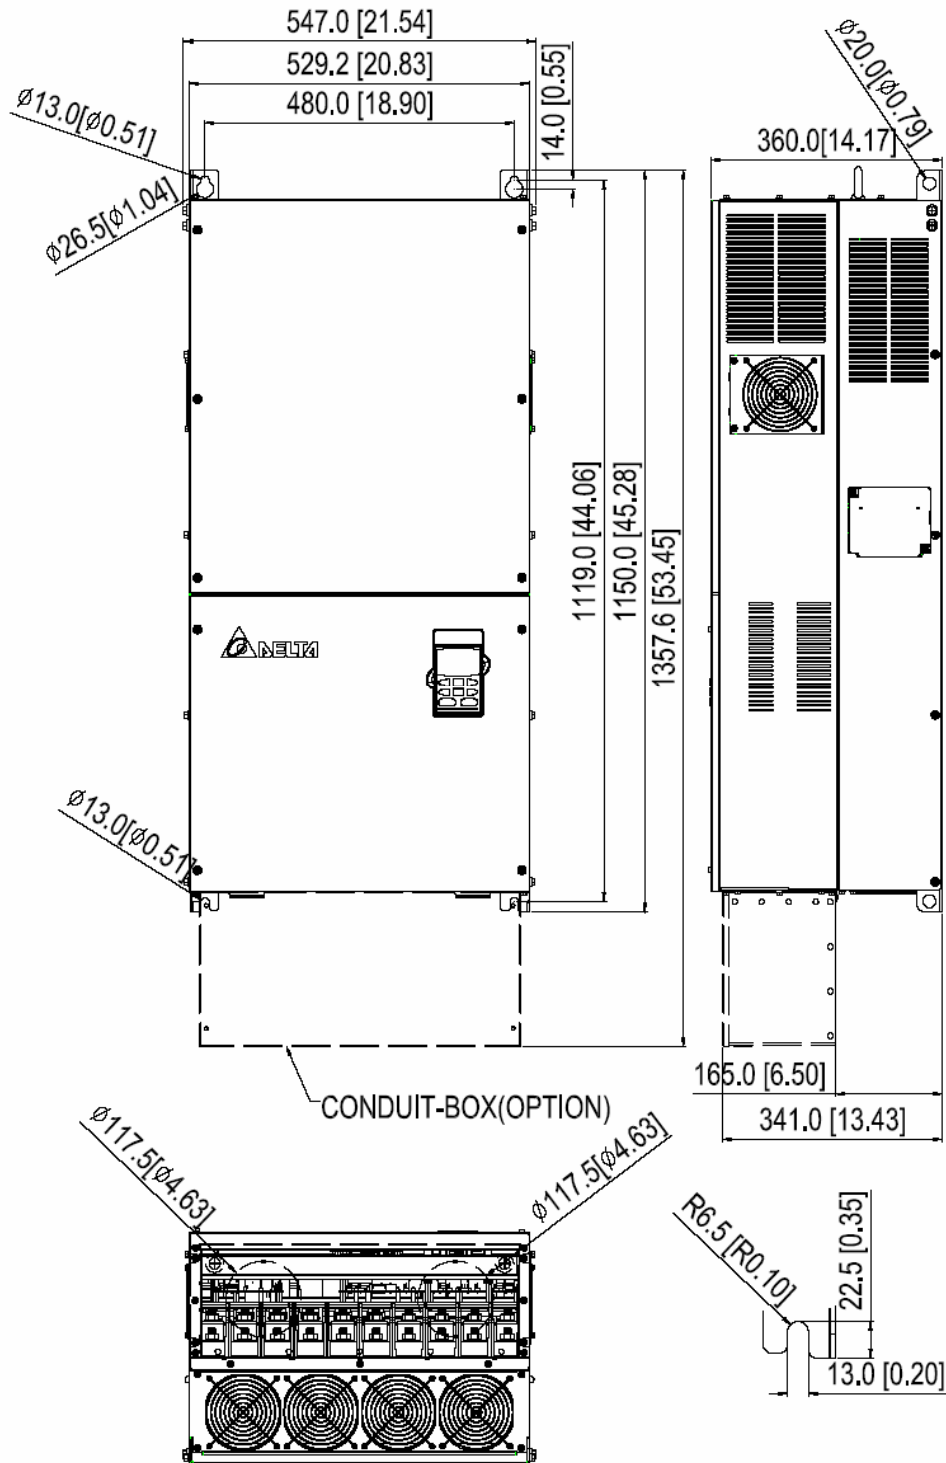 547.0 [21.54]
529.2 [20.83]
480.0 [18.90]
14.0 [0.55]
Ø13.0[Ø0.51]
Ø26.5[Ø1.04]
Ø20.0[Ø0.79]
360.0[14.17]
1119.0 [44.06]
1150.0 [45.28]
1357.6 [53.45]
DELTA
Ø13.0[Ø0.51]
165.0 [6.50]
341.0 [13.43]
CONDUIT-BOX(OPTION)
Ø117.5[Ø4.63]
Ø117.5[Ø4.63]
R6.5 [R0.10]
22.5 [0.35]
13.0 [0.20]